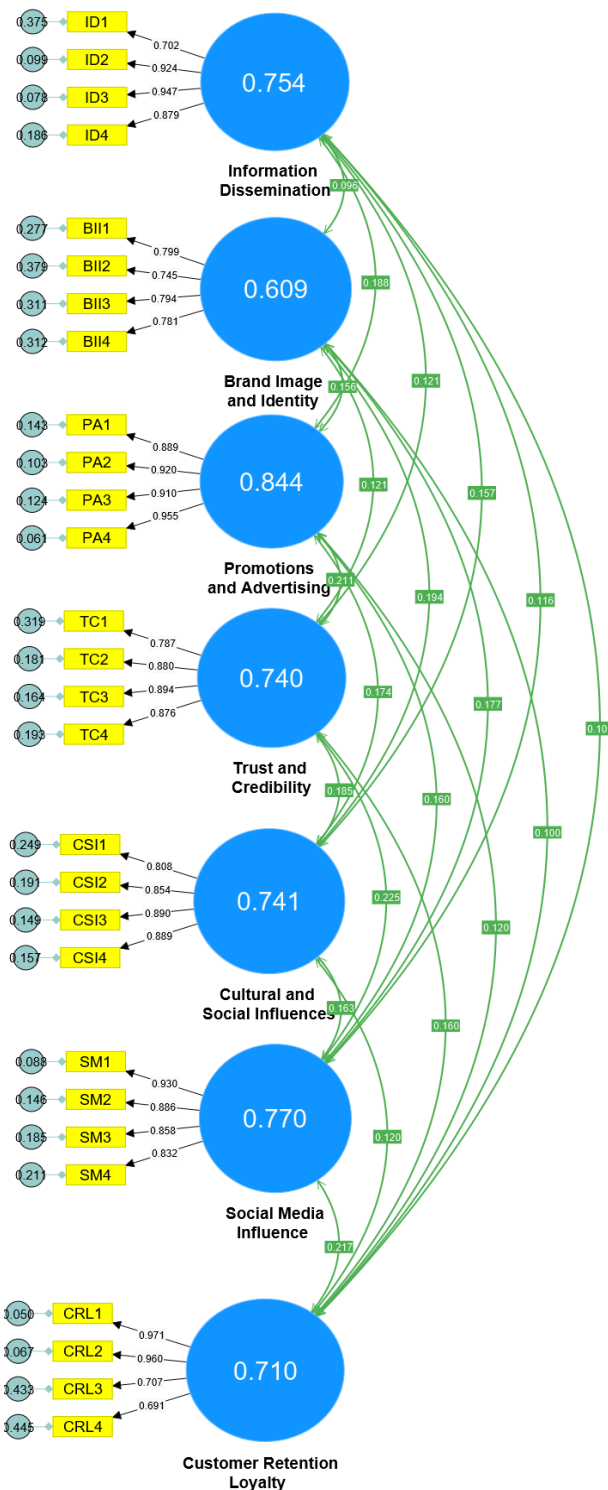 0.375 ID1 0.702
0.099 ID2 0.924
0.078 ID3 0.947
0.186 ID4 0.879
0.754
Information
Dissemination
0.096
0.277 BII1 0.799
0.379 BII2 0.745
0.311 BII3 0.794
0.312 BII4 0.781
0.609
0.188
Brand Image
and Identity
0.156
0.121
0.143 PA1 0.889
0.103 PA2 0.920
0.124 PA3 0.910
0.061 PA4 0.955
0.844
0.121
0.157
Promotions
and Advertising
0.211
0.194
0.116
0.319 TC1 0.787
0.181 TC2 0.880
0.164 TC3 0.894
0.193 TC4 0.876
0.740
0.174
0.177
0.10
Trust and
Credibility
0.185
0.160
0.100
0.249 CSI1 0.808
0.191 CSI2 0.854
0.149 CSI3 0.890
0.157 CSI4 0.889
0.741
0.225
0.120
Cultural and
Social Influences
0.163
0.160
0.088 SM1 0.930
0.146 SM2 0.886
0.185 SM3 0.858
0.211 SM4 0.832
0.770
0.120
Social Media
Influence
0.217
0.050 CRL1 0.971
0.067 CRL2 0.960
0.433 CRL3 0.707
0.445 CRL4 0.691
0.710
Customer Retention
Loyalty